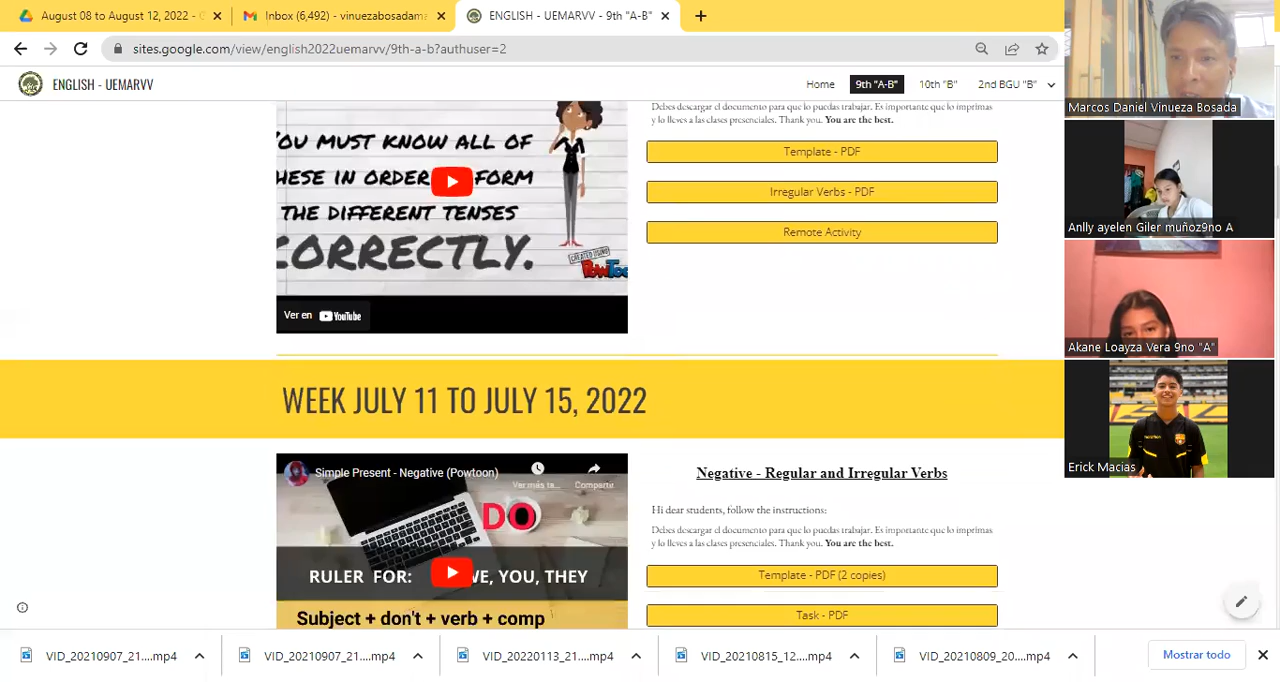 August 08 to August 12, 2022 - G
Inbox (6,492) - vinuezabosadama
ENGLISH - UEMARVV - 9th "A-B"
sites.google.com/view/english2022uemarvv/9th-a-b?authuser=2
ENGLISH - UEMARVV
Home
9th "A-B"
10th "B"
2nd BGU "B"
YOU MUST KNOW ALL OF
THESE IN ORDER
FORM
THE DIFFERENT TENSES
CORRECTLY.
CREATED USING
Ver en YouTube
Debes descargar el documento para que lo puedas trabajar. Es importante que lo imprimas
y lo lleves a las clases presenciales. Thank you. You are the best.
Template - PDF
Irregular Verbs - PDF
Remote Activity
WEEK JULY 11 TO JULY 15, 2022
Simple Present - Negative (Powtoon)
Ver más ta...
Compartir
DO
RULER FOR:
WE, YOU, THEY
Subject + don't + verb + comp
Negative - Regular and Irregular Verbs
Hi dear students, follow the instructions:
Debes descargar el documento para que lo puedas trabajar. Es importante que lo imprimas
y lo lleves a las clases presenciales. Thank you. You are the best.
Template - PDF (2 copies)
Task - PDF
Marcos Daniel Vinueza Bosada
Anlly ayelen Giler muñoz9no A
Akane Loayza Vera 9no "A"
Erick Macias
VID_20210907_21....mp4
VID_20210907_21....mp4
VID_20220113_21....mp4
VID_20210815_12....mp4
VID_20210809_20....mp4
Mostrar todo